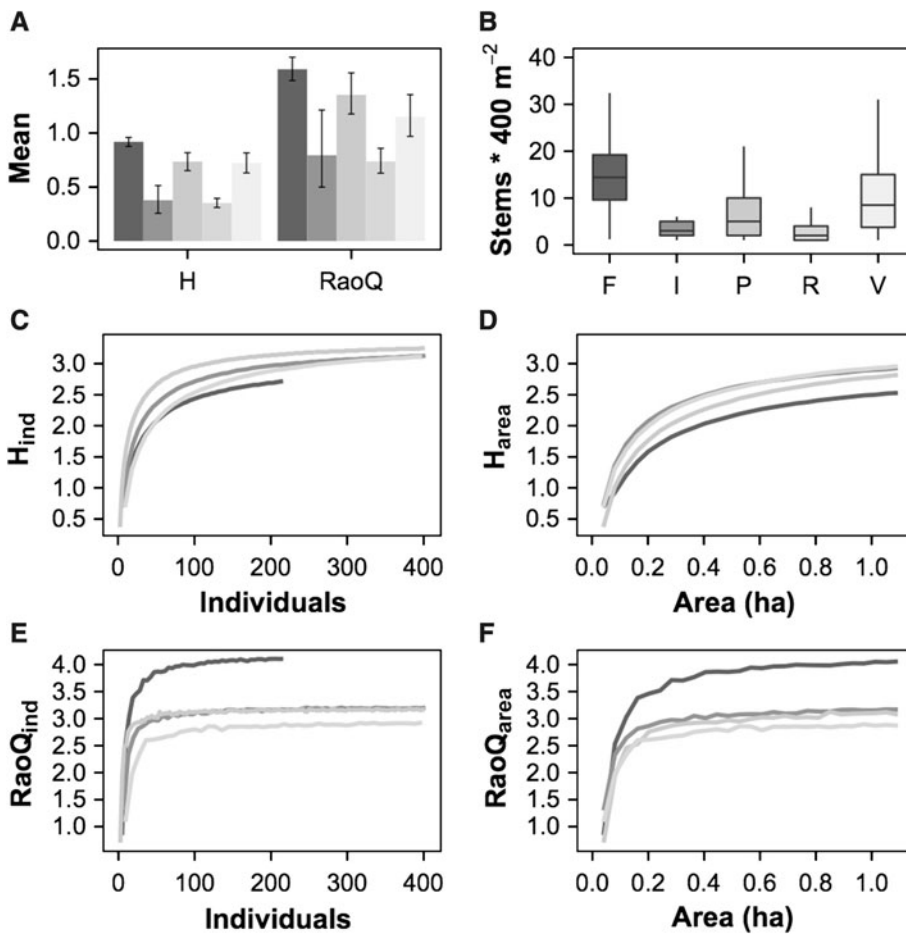 A
Mean
1.5
1.0
0.5
0.0
H
RaoQ
B
Stems * 400 m⁻²
40
30
20
10
0
F
I
P
R
V
C
H_ind
3.0
2.5
2.0
1.5
1.0
0.5
0
100
200
300
400
Individuals
D
H_area
3.0
2.5
2.0
1.5
1.0
0.5
0.0
0.2
0.4
0.6
0.8
1.0
Area (ha)
E
RaoQ_ind
4.0
3.5
3.0
2.5
2.0
1.5
1.0
0
100
200
300
400
Individuals
F
RaoQ_area
4.0
3.5
3.0
2.5
2.0
1.5
1.0
0.0
0.2
0.4
0.6
0.8
1.0
Area (ha)